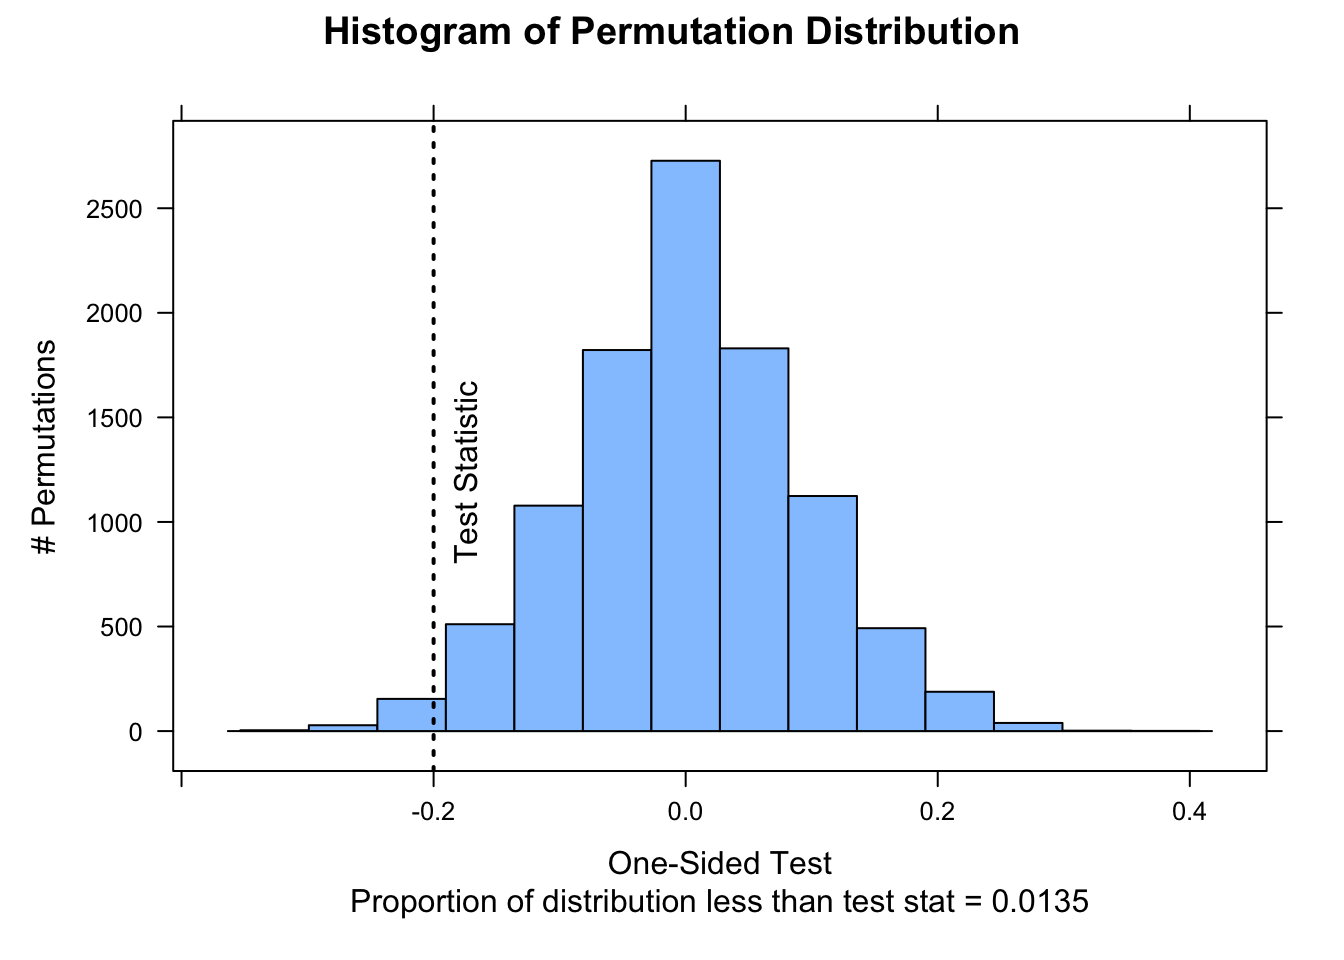 Histogram of Permutation Distribution
# Permutations
2500
2000
1500
1000
500
0
Test Statistic
-0.2
0.0
0.2
0.4
One-Sided Test
Proportion of distribution less than test stat = 0.0135